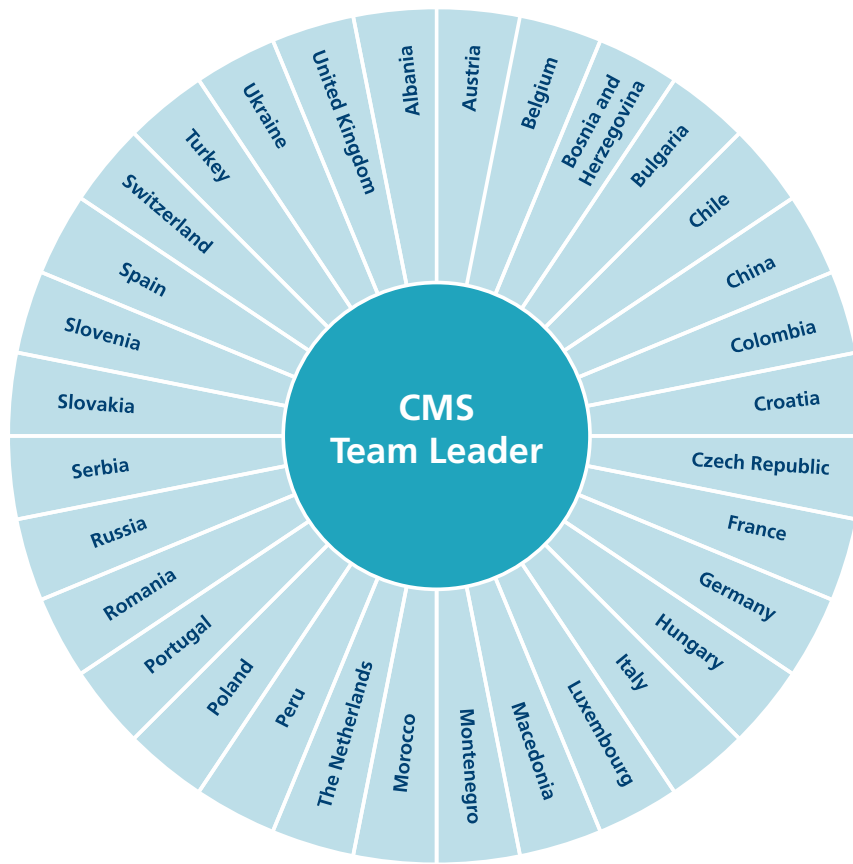 CMS
Team Leader
Albania
Austria
Belgium
Bosnia and
Herzegovina
Bulgaria
Chile
China
Colombia
Croatia
Czech Republic
France
Germany
Hungary
Italy
Luxembourg
Macedonia
Montenegro
Morocco
The Netherlands
Peru
Poland
Portugal
Romania
Russia
Serbia
Slovakia
Slovenia
Spain
Switzerland
Turkey
Ukraine
United Kingdom